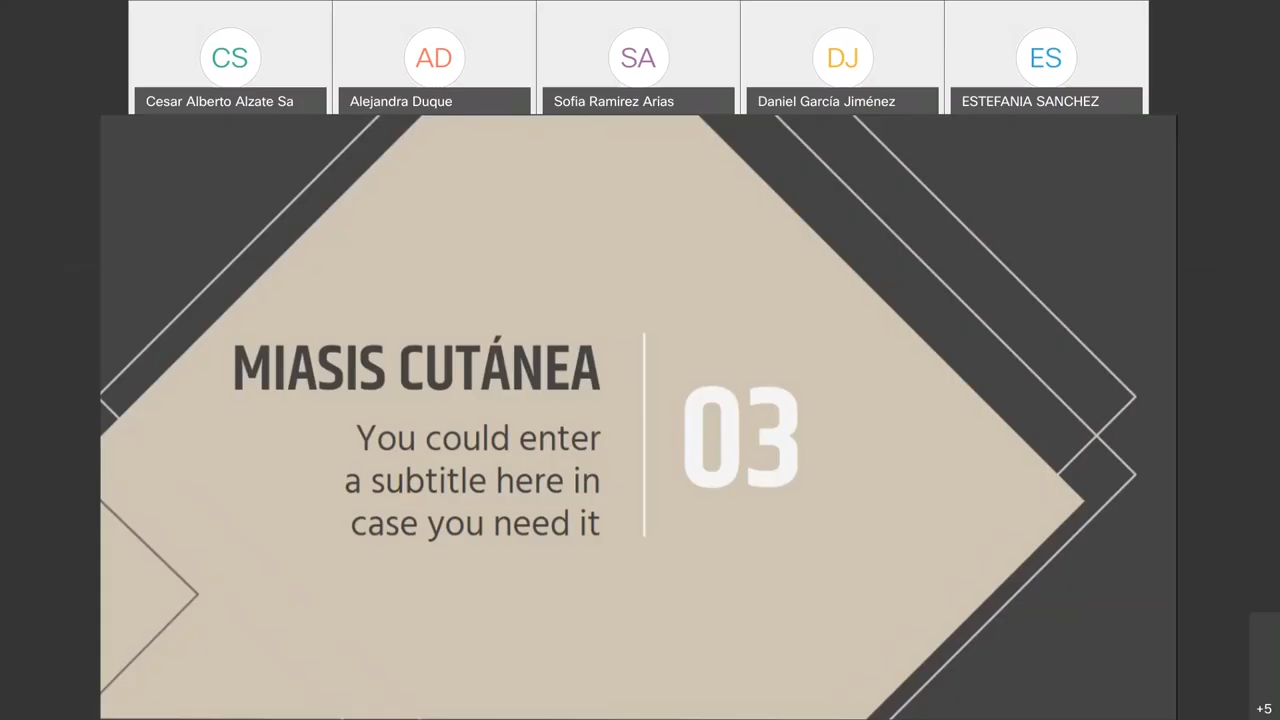 CS
AD
SA
DJ
ES
Cesar Alberto Alzate Sa
Alejandra Duque
Sofia Ramirez Arias
Daniel García Jiménez
ESTEFANIA SANCHEZ
MIASIS CUTÁNEA
You could enter
a subtitle here in
case you need it
03
+5